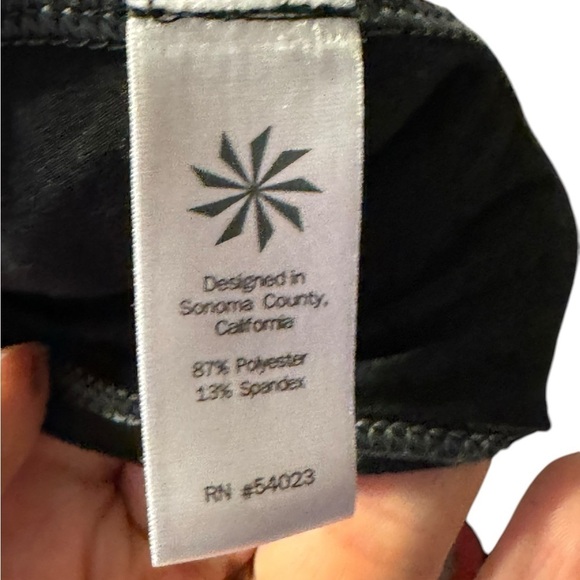 Designed in
Sonoma County,
California
87% Polyester
13% Spandex
RN #54023